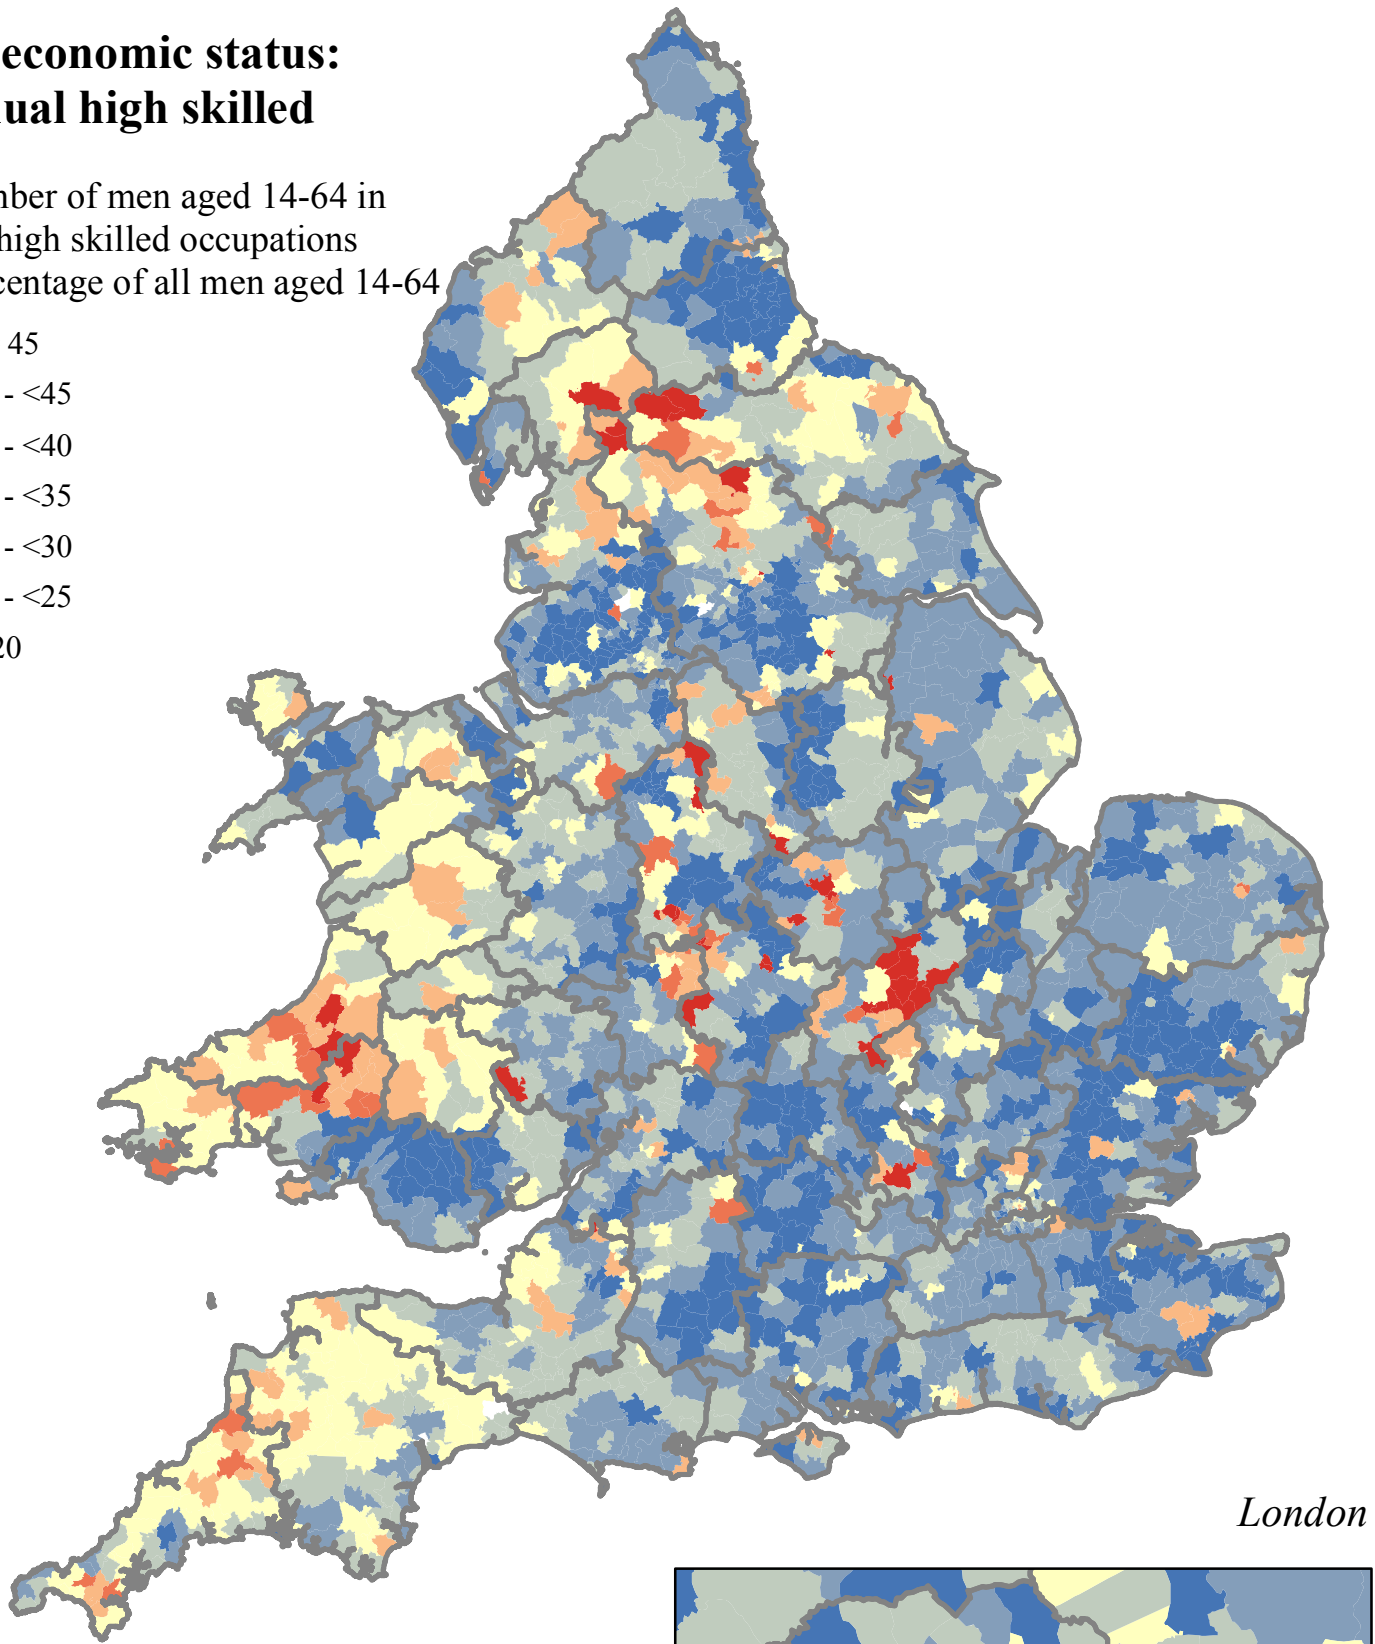 economic status:
ual high skilled
ber of men aged 14-64 in
high skilled occupations
centage of all men aged 14-64
45
- <45
- <40
- <35
- <30
- <25
20
London